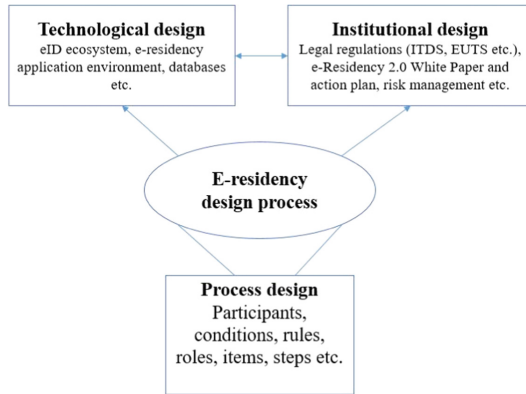 Technological design
eID ecosystem, e-residency
application environment, databases
etc.
Institutional design
Legal regulations (ITDS, EUTS etc.),
e-Residency 2.0 White Paper and
action plan, risk management etc.
E-residency
design process
Process design
Participants,
conditions, rules,
roles, items, steps etc.